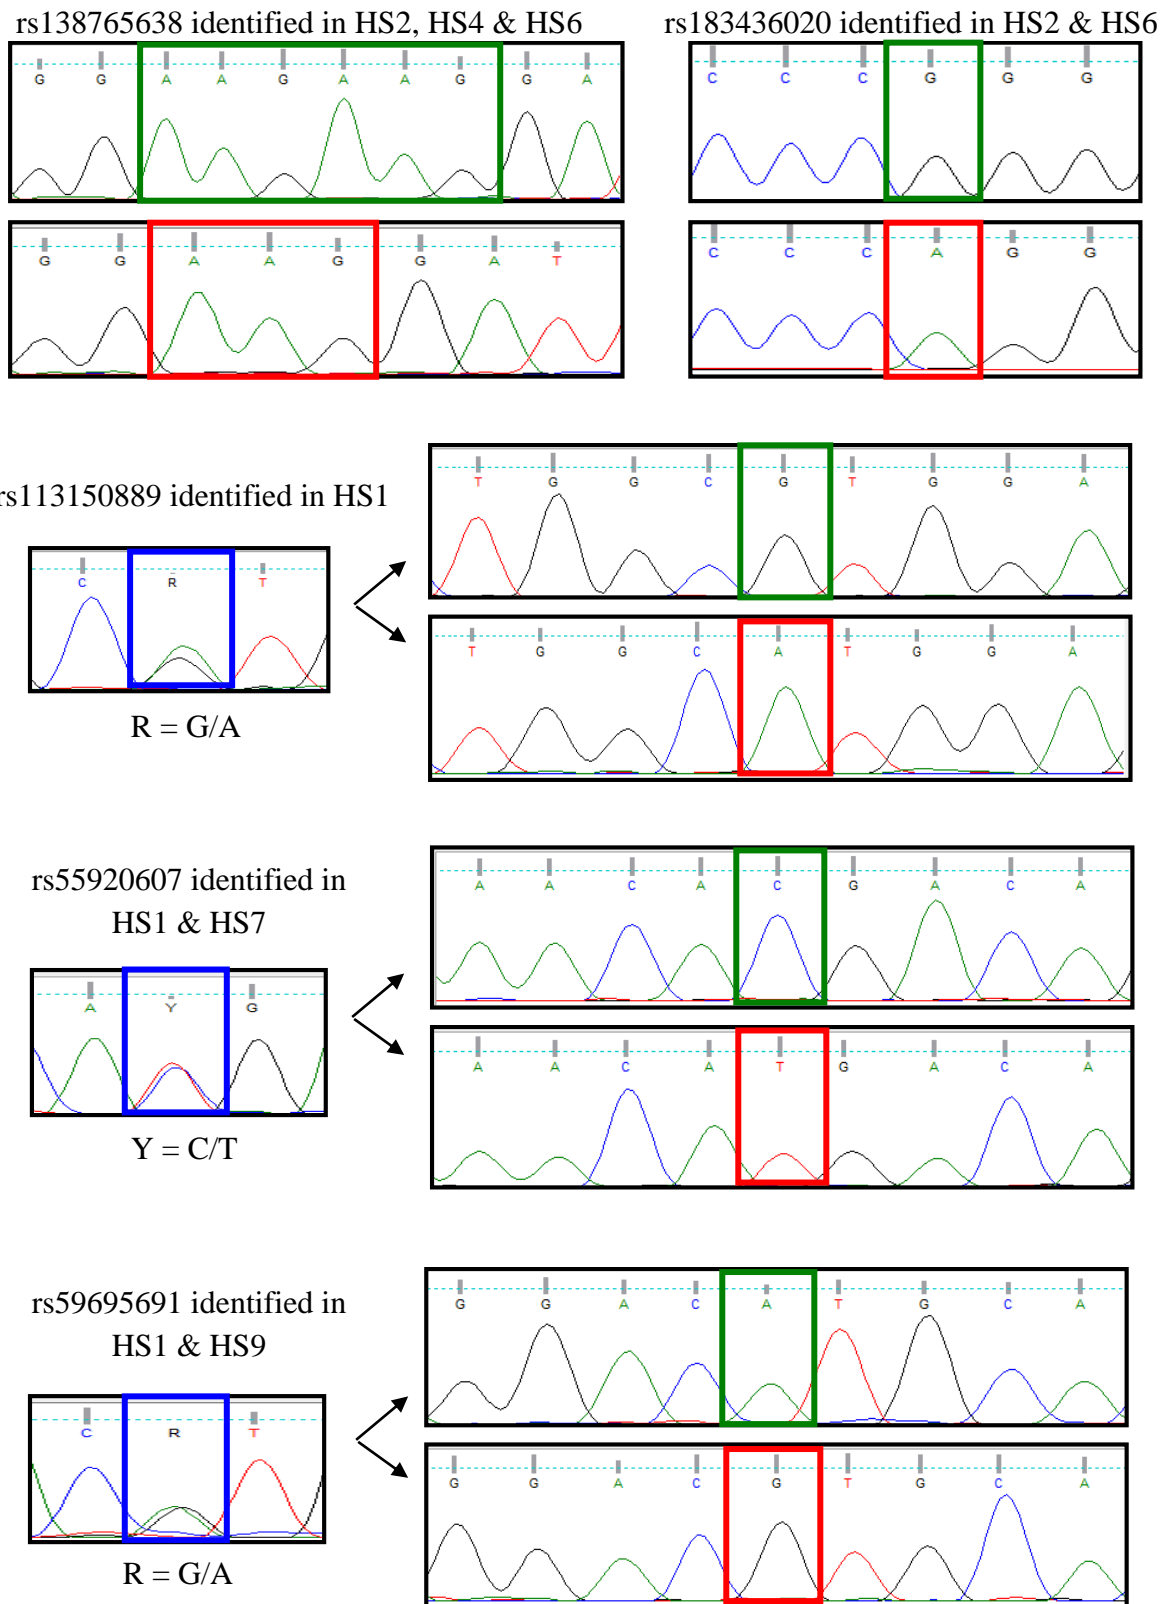 rs138765638 identified in HS2, HS4 & HS6
G G A A G A A G G A
G G A A G G A T
rs183436020 identified in HS2 & HS6
C C C G G G
C C C A G G
rs113150889 identified in HS1
C R T
R = G/A
T G G C G T G G A
T G G C A T G G A
rs55920607 identified in
HS1 & HS7
A Y G
Y = C/T
A A C A C G A C A
A A C A T G A C A
rs59695691 identified in
HS1 & HS9
C R T
R = G/A
G G A C A T G C A
G G A C G T G C A